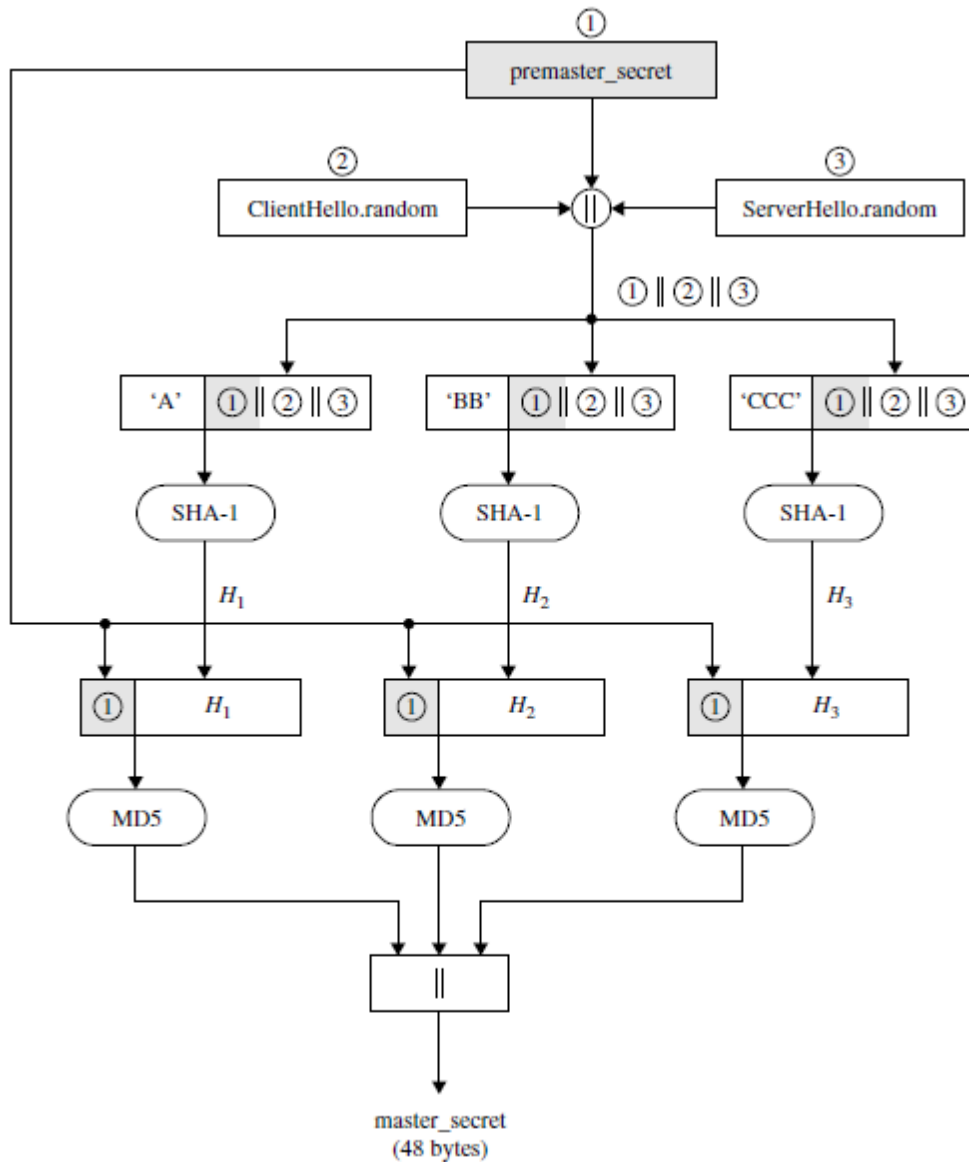 ①
premaster_secret
② ③
ClientHello.random || ServerHello.random
① || ② || ③
‘A’ ① || ② || ③ ‘BB’ ① || ② || ③ ‘CCC’ ① || ② || ③
SHA-1 SHA-1 SHA-1
H₁ H₂ H₃
① H₁ ① H₂ ① H₃
MD5 MD5 MD5
||
master_secret
(48 bytes)